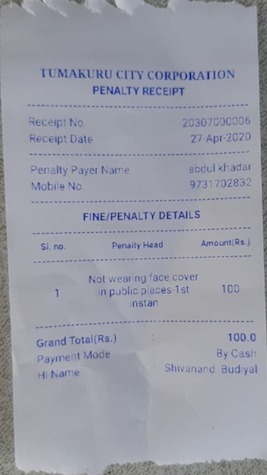 TUMAKURU CITY CORPORATION
PENALTY RECEIPT
Receipt No. 20307000006
Receipt Date 27-Apr-2020
Penalty Payer Name abdul khadar
Mobile No. 9731702832
FINE/PENALTY DETAILS
Sl. no. Penalty Head Amount(Rs.)
Not wearing face cover
1 in public places-1st 100
instan
Grand Total(Rs.) : 100.0
Payment Mode : By Cash
HI Name : Shivanand Budiyal